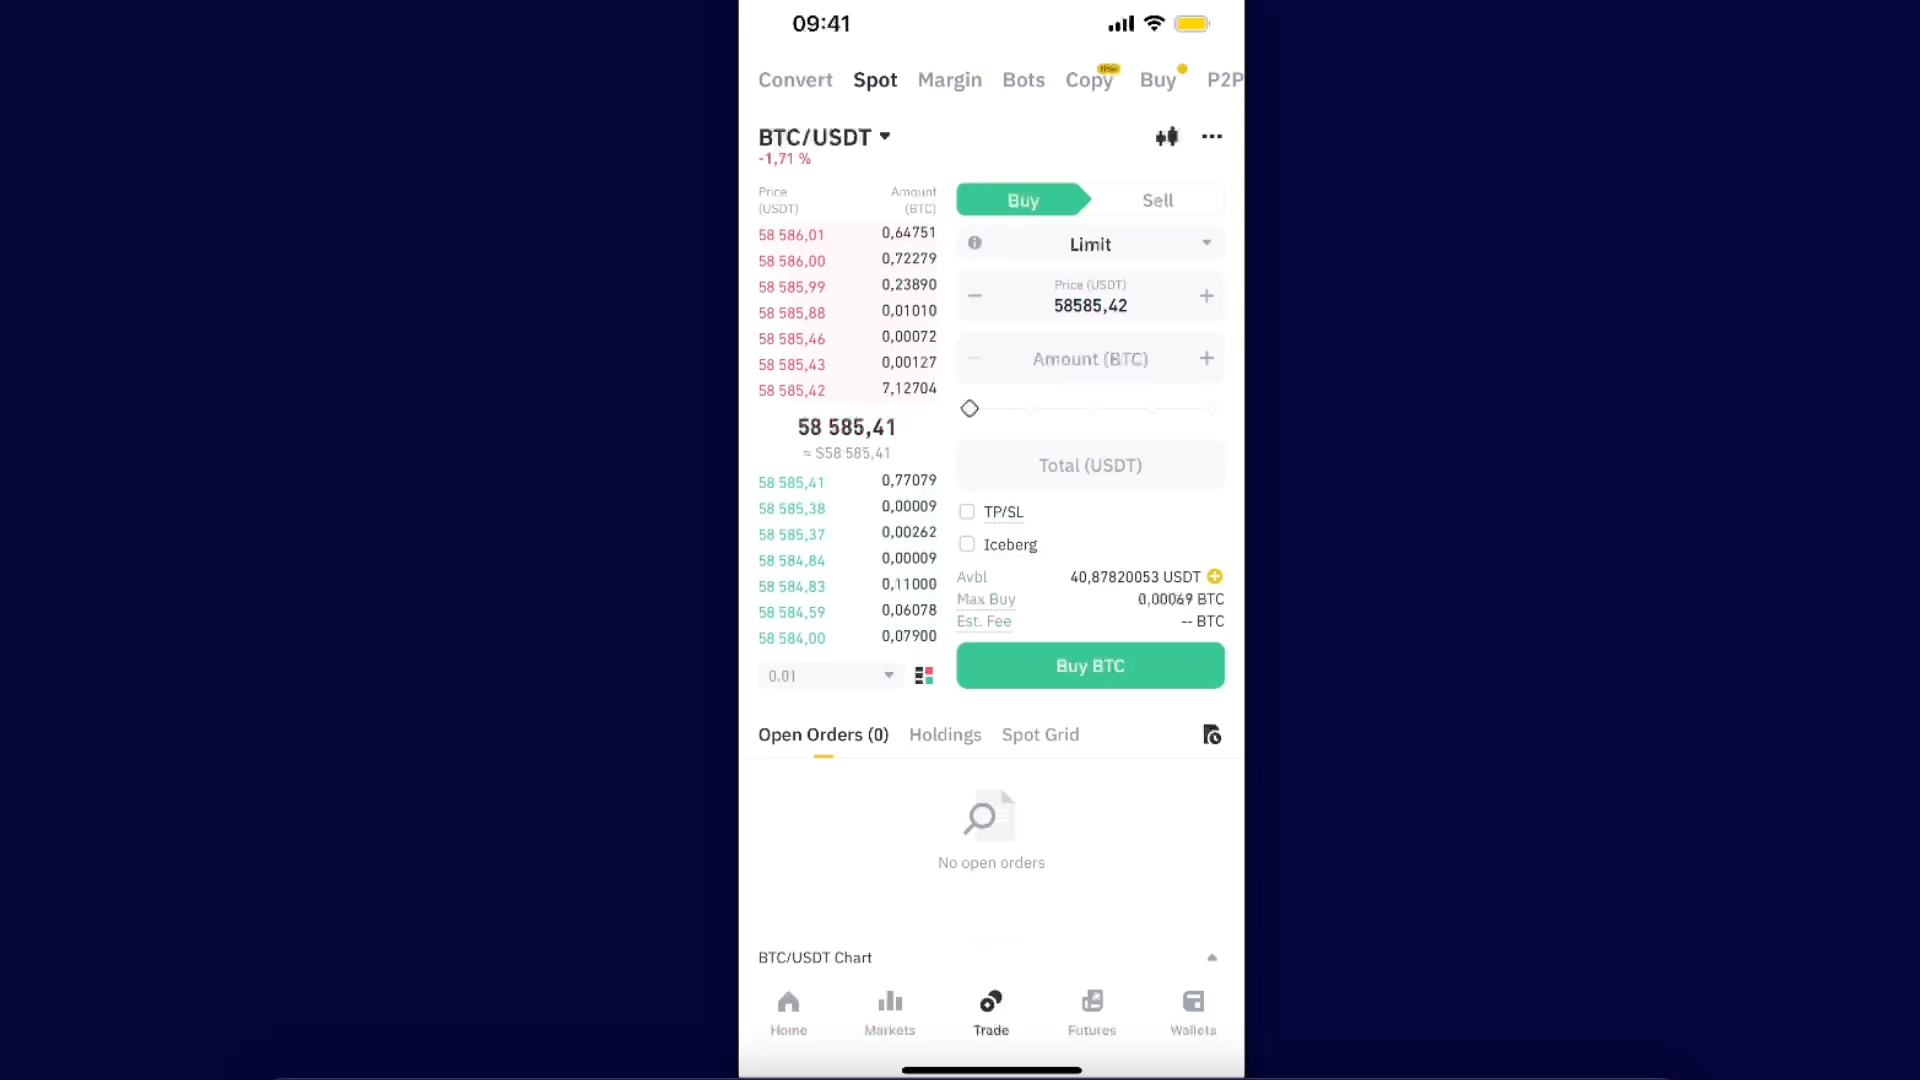 09:41
Convert Spot Margin Bots Copy New Buy P2P
BTC/USDT
-1,71 %
Price Amount
(USDT) (BTC)
58 586,01 0,64751
58 586,00 0,72279
58 585,99 0,23890
58 585,88 0,01010
58 585,46 0,00072
58 585,43 0,00127
58 585,42 7,12704
58 585,41
≈ $58 585,41
58 585,41 0,77079
58 585,38 0,00009
58 585,37 0,00262
58 584,84 0,00009
58 584,83 0,11000
58 584,59 0,06078
58 584,00 0,07900
0.01
Buy Sell
Limit
Price (USDT)
58585,42
Amount (BTC)
Total (USDT)
TP/SL
Iceberg
Avbl 40,87820053 USDT
Max Buy 0,00069 BTC
Est. Fee -- BTC
Buy BTC
Open Orders (0) Holdings Spot Grid
No open orders
BTC/USDT Chart
Home Markets Trade Futures Wallets